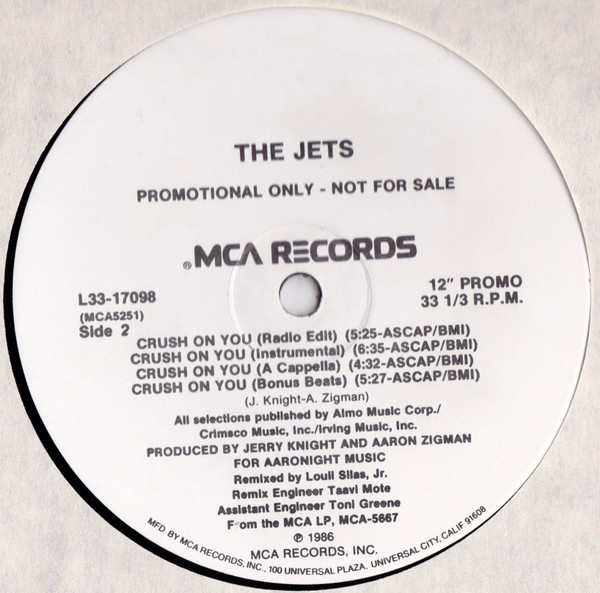 THE JETS
PROMOTIONAL ONLY - NOT FOR SALE
®MCA RECORDS
L33-17098
(MCA5251)
Side 2
12" PROMO
33 1/3 R.P.M.
CRUSH ON YOU (Radio Edit) (5:25-ASCAP/BMI)
CRUSH ON YOU (Instrumental) (6:35-ASCAP/BMI)
CRUSH ON YOU (A Cappella) (4:32-ASCAP/BMI)
CRUSH ON YOU (Bonus Beats) (5:27-ASCAP/BMI)
(J. Knight-A. Zigman)
All selections published by Almo Music Corp./
Crimsco Music, Inc./Irving Music, Inc.
PRODUCED BY JERRY KNIGHT AND AARON ZIGMAN
FOR AARONIGHT MUSIC
Remixed by Louil Silas, Jr.
Remix Engineer Taavi Mote
Assistant Engineer Toni Greene
From the MCA LP, MCA-5667
℗ 1986
MCA RECORDS, INC.
MFD. BY MCA RECORDS, INC., 100 UNIVERSAL PLAZA, UNIVERSAL CITY, CALIF 91608